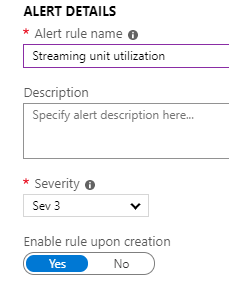 ALERT DETAILS
* Alert rule name
Streaming unit utilization
Description
Specify alert description here...
* Severity
Sev 3
Enable rule upon creation
Yes No